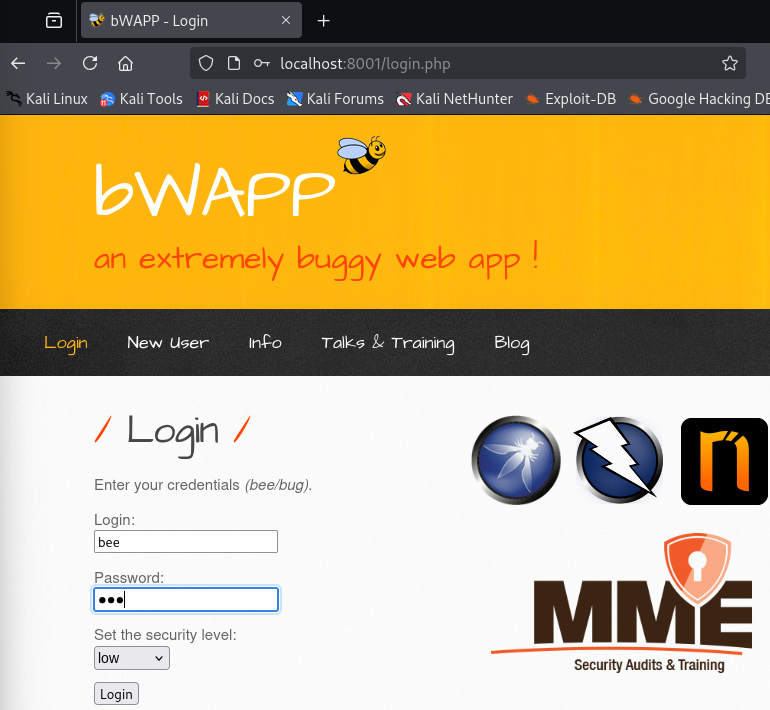 bWAPP - Login
localhost:8001/login.php
Kali Linux Kali Tools Kali Docs Kali Forums Kali NetHunter Exploit-DB Google Hacking DB
bWAPP
an extremely buggy web app !
Login New User Info Talks & Training Blog
/ Login /
Enter your credentials (bee/bug).
Login:
bee
Password:
●●●
Set the security level:
low
Login
n
MME
Security Audits & Training